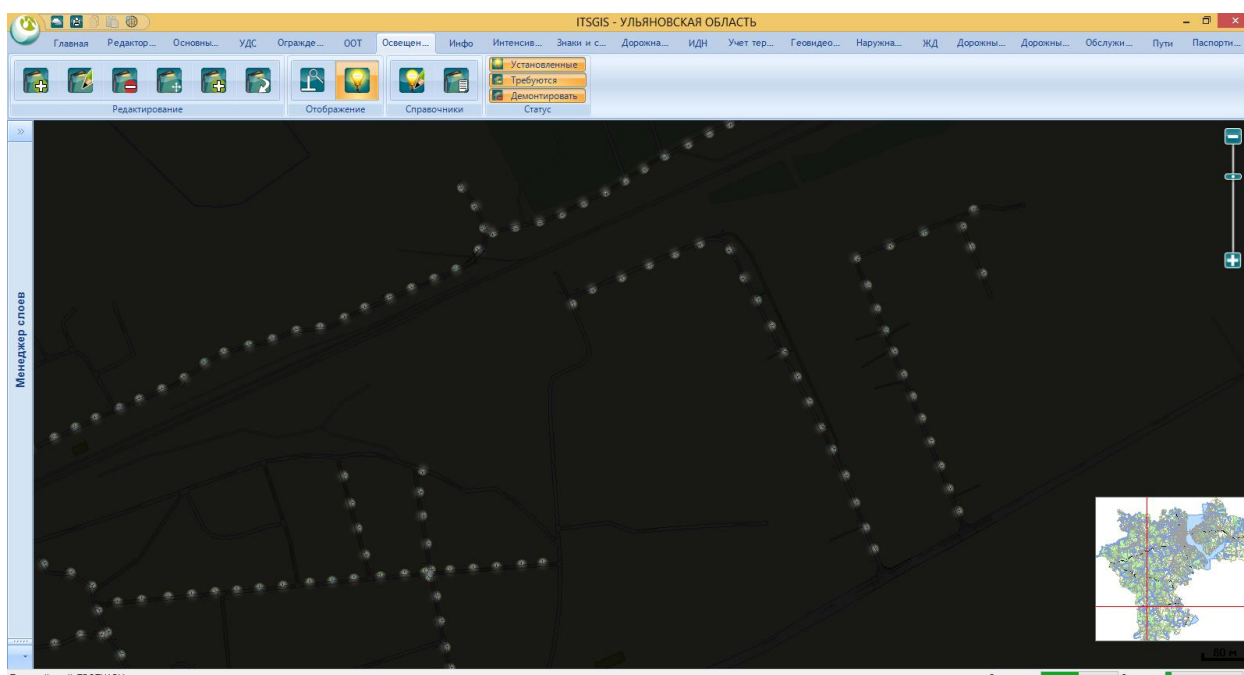 ITSGIS - УЛЬЯНОВСКАЯ ОБЛАСТЬ
Главная Редактор... Основны... УДС Огражде... ООТ Освещен... Инфо Интенсив... Знаки и с... Дорожна... ИДН Учет тер... Геовидео... Наружна... ЖД Дорожны... Дорожны... Обслужи... Пути Паспорти...
Установленные
Требуются
Демонтировать
Редактирование Отображение Справочники Статус
Менеджер слоев
80 м